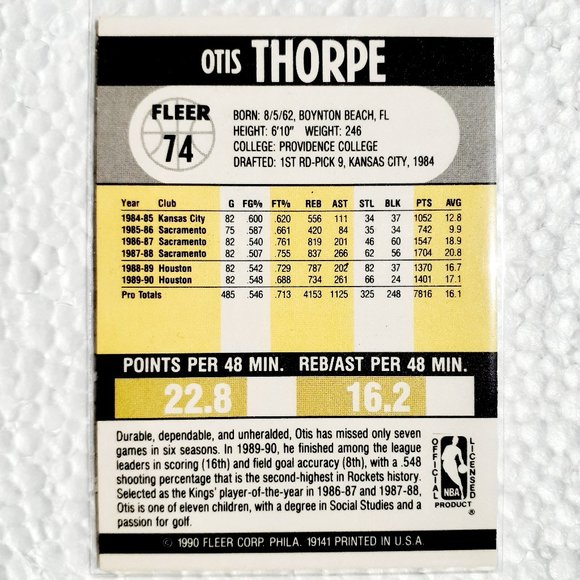 OTIS THORPE
FLEER
74
BORN: 8/5/62, BOYNTON BEACH, FL
HEIGHT: 6'10" WEIGHT: 246
COLLEGE: PROVIDENCE COLLEGE
DRAFTED: 1ST RD-PICK 9, KANSAS CITY, 1984
Year Club G FG% FT% REB AST STL BLK PTS AVG
1984-85 Kansas City 82 .600 .620 556 111 34 37 1052 12.8
1985-86 Sacramento 75 .587 .661 420 84 35 34 742 9.9
1986-87 Sacramento 82 .540 .761 819 201 46 60 1547 18.9
1987-88 Sacramento 82 .507 .755 837 266 62 56 1704 20.8
1988-89 Houston 82 .542 .729 787 202 82 37 1370 16.7
1989-90 Houston 82 .548 .688 734 261 66 24 1401 17.1
Pro Totals 485 .546 .713 4153 1125 325 248 7816 16.1
POINTS PER 48 MIN. REB/AST PER 48 MIN.
22.8 16.2
Durable, dependable, and unheralded, Otis has missed only seven
games in six seasons. In 1989-90, he finished among the league
leaders in scoring (16th) and field goal accuracy (8th), with a .548
shooting percentage that is the second-highest in Rockets history.
Selected as the Kings' player-of-the-year in 1986-87 and 1987-88,
Otis is one of eleven children, with a degree in Social Studies and a
passion for golf.
OFFICIAL
LICENSED
NBA
PRODUCT ®
© 1990 FLEER CORP. PHILA. 19141 PRINTED IN U.S.A.